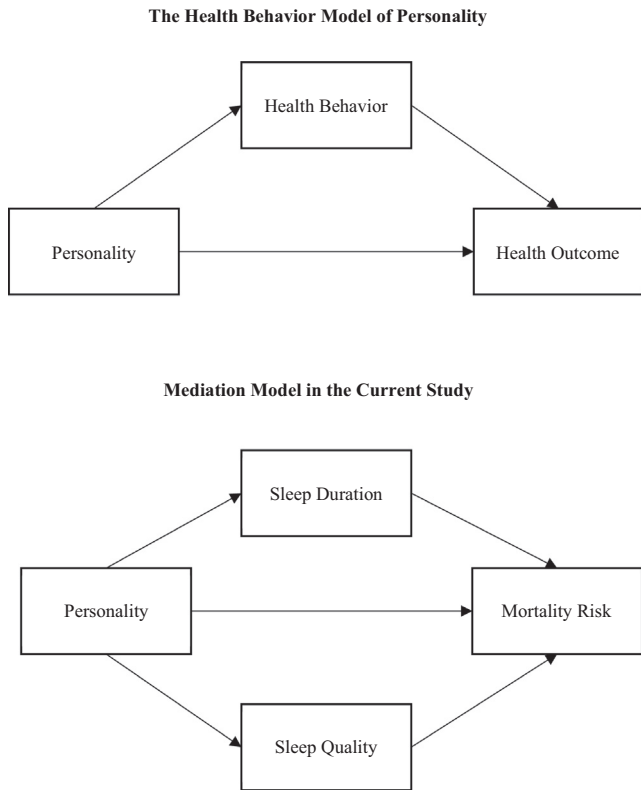 The Health Behavior Model of Personality
Health Behavior
Personality
Health Outcome
Mediation Model in the Current Study
Sleep Duration
Personality
Mortality Risk
Sleep Quality